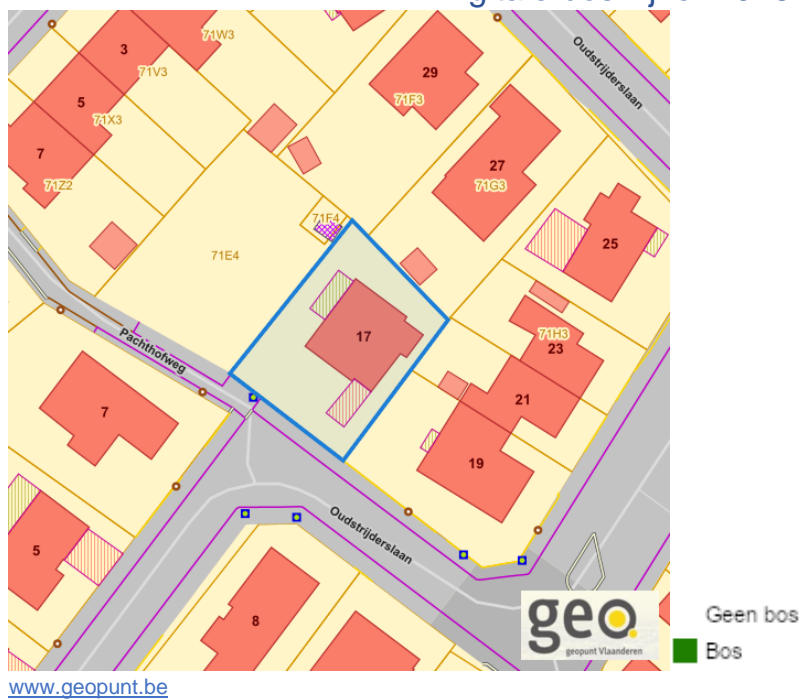 3
71W3
71V3
5
71X3
7
71Z2
29
71F3
Oudstrijderslaan
27
71G3
25
71F4
71E4
17
71H3
23
21
19
Pachthofweg
7
5
Oudstrijderslaan
8
geo
geopunt Vlaanderen
Geen bos
Bos
www.geopunt.be